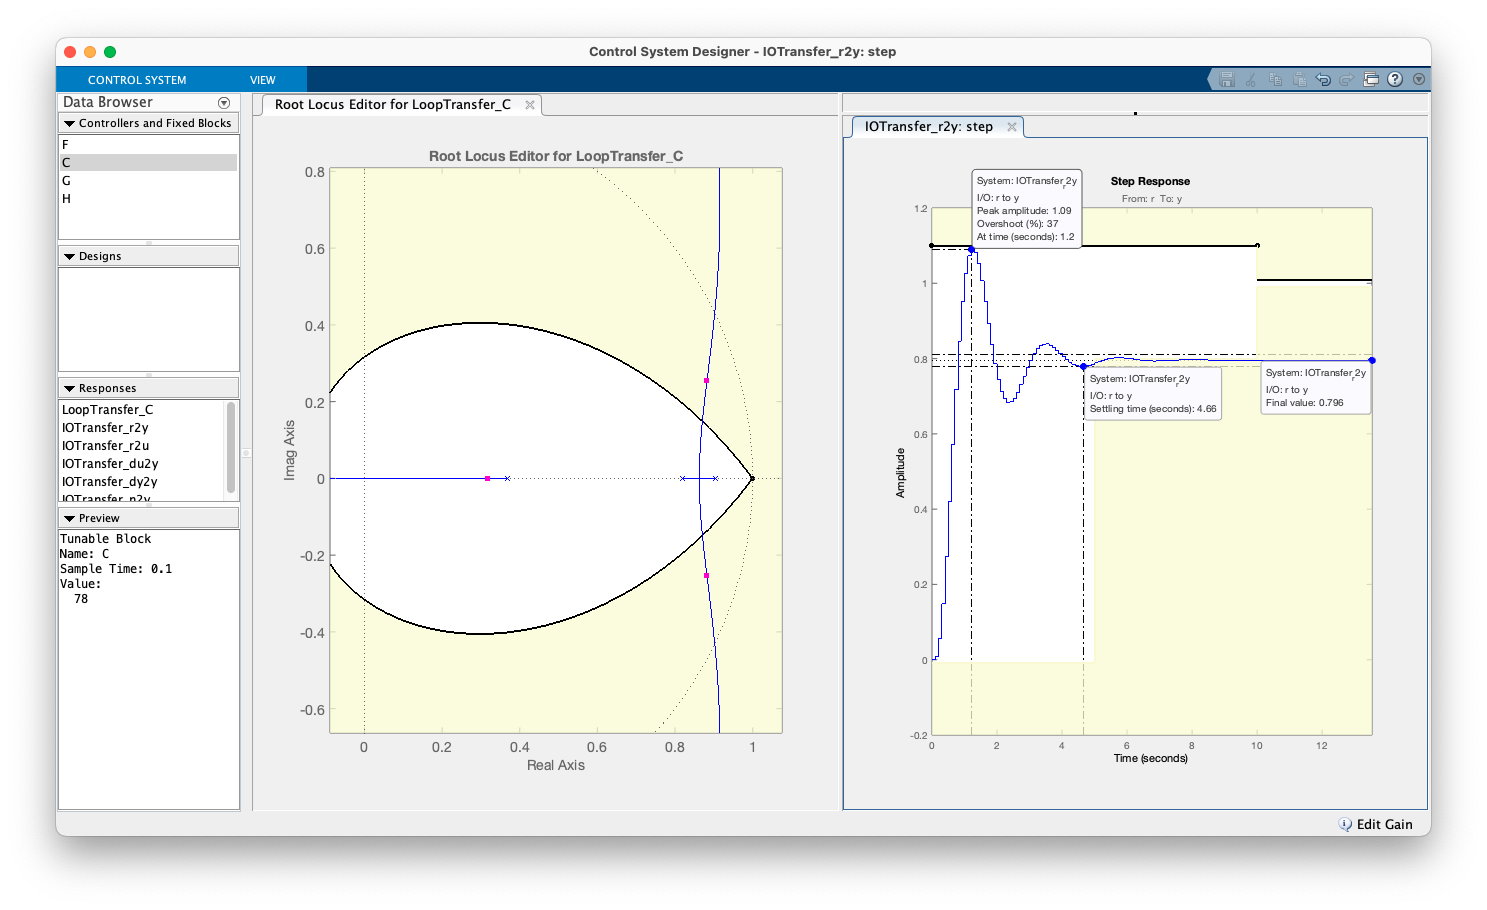 Control System Designer - IOTransfer_r2y: step
CONTROL SYSTEM
VIEW
Data Browser
Controllers and Fixed Blocks
F
C
G
H
Designs
Responses
LoopTransfer_C
IOTransfer_r2y
IOTransfer_r2u
IOTransfer_du2y
IOTransfer_dy2y
IOTransfer_n2y
Preview
Tunable Block
Name: C
Sample Time: 0.1
Value:
78
Root Locus Editor for LoopTransfer_C
Root Locus Editor for LoopTransfer_C
0.8
0.6
0.4
0.2
0
-0.2
-0.4
-0.6
Imag Axis
0
0.2
0.4
0.6
0.8
1
Real Axis
IOTransfer_r2y: step
Step Response
From: r To: y
System: IOTransfer_r2y
I/O: r to y
Peak amplitude: 1.09
Overshoot (%): 37
At time (seconds): 1.2
System: IOTransfer_r2y
I/O: r to y
Settling time (seconds): 4.66
System: IOTransfer_r2y
I/O: r to y
Final value: 0.796
1.2
1
0.8
0.6
0.4
0.2
0
-0.2
Amplitude
0
2
4
6
8
10
12
Time (seconds)
Edit Gain